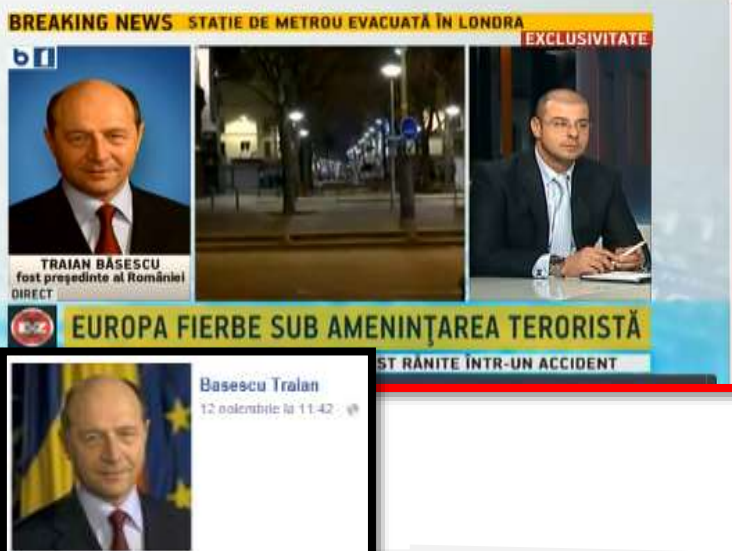 BREAKING NEWS STAȚIE DE METROU EVACUATĂ ÎN LONDRA
EXCLUSIVITATE
b1
TRAIAN BĂSESCU
fost președinte al României
DIRECT
EUROPA FIERBE SUB AMENINȚAREA TERORISTĂ
ST RĂNITE ÎNTR-UN ACCIDENT
Basescu Traian
12 noiembrie la 11:42